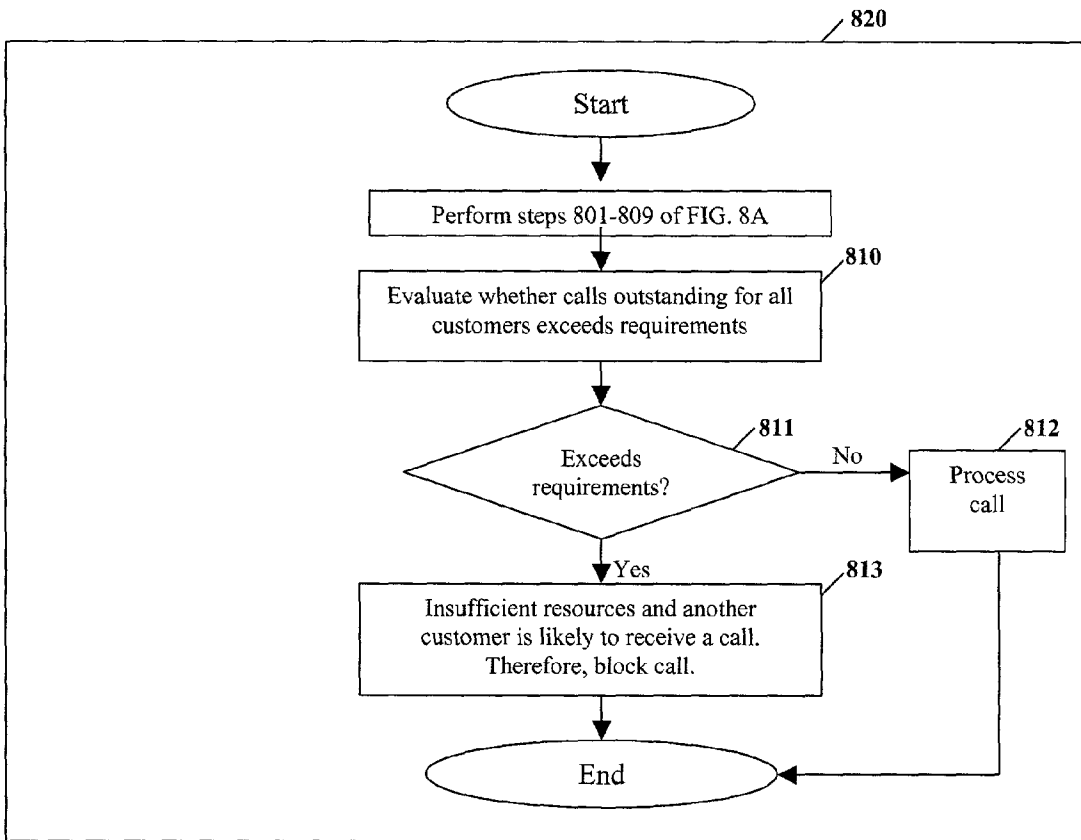 820
Start
Perform steps 801-809 of FIG. 8A
810
Evaluate whether calls outstanding for all
customers exceeds requirements
811
Exceeds
requirements?
No
812
Process
call
Yes
813
Insufficient resources and another
customer is likely to receive a call.
Therefore, block call.
End